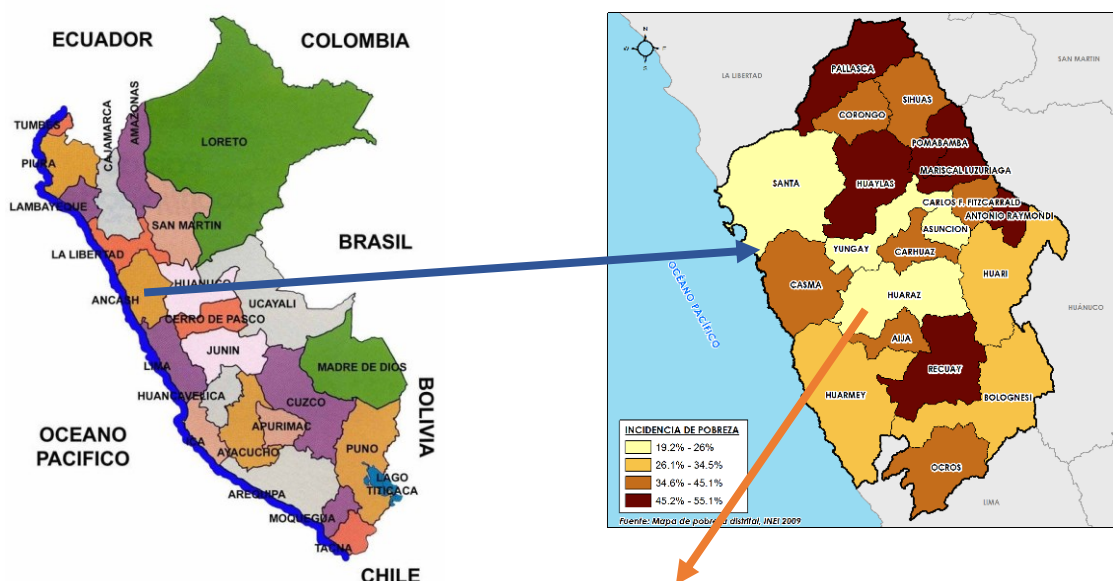 ECUADOR
COLOMBIA
TUMBES
PIURA
CAJAMARCA
AMAZONAS
LORETO
LAMBAYEQUE
SAN MARTIN
LA LIBERTAD
BRASIL
ANCASH
HUANUCO
UCAYALI
CERRO DE PASCO
JUNIN
LIMA
MADRE DE DIOS
HUANCAVELICA
CUZCO
BOLIVIA
OCEANO
PACIFICO
ICA
APURIMAC
AYACUCHO
PUNO
LAGO
TITICACA
AREQUIPA
MOQUEGUA
TACNA
CHILE
N
LA LIBERTAD
SAN MARTIN
PALLASCA
CORONGO
SIHUAS
POMABAMBA
MARISCAL LUZURIAGA
SANTA
HUAYLAS
CARLOS F. FITZCARRALD
ANTONIO RAYMONDI
ASUNCION
YUNGAY
CARHUAZ
HUARI
OCÉANO PACÍFICO
CASMA
HUARAZ
HUÁNUCO
AIJA
RECUAY
HUARMEY
BOLOGNESI
OCROS
LIMA
INCIDENCIA DE POBREZA
19.2% - 26%
26.1% - 34.5%
34.6% - 45.1%
45.2% - 55.1%
Fuente: Mapa de pobreza distrital, INEI 2009